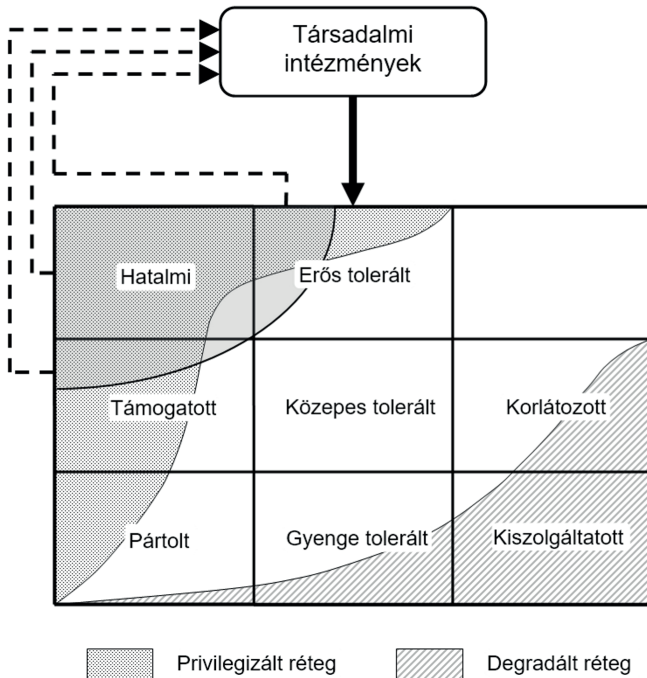 Társadalmi
intézmények
Hatalmi
Erős tolerált
Támogatott
Közepes tolerált
Korlátozott
Pártolt
Gyenge tolerált
Kiszolgáltatott
Privilegizált réteg
Degradált réteg